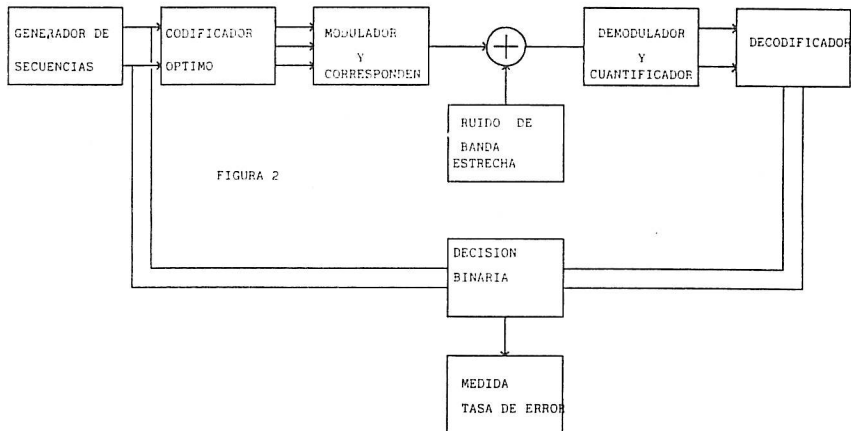 GENERADOR DE
SECUENCIAS
CODIFICADOR
OPTIMO
MODULADOR
Y
CORRESPONDEN
DEMODULADOR
Y
CUANTIFICADOR
DECODIFICADOR
RUIDO DE
BANDA
ESTRECHA
FIGURA 2
DECISION
BINARIA
MEDIDA
TASA DE ERROR